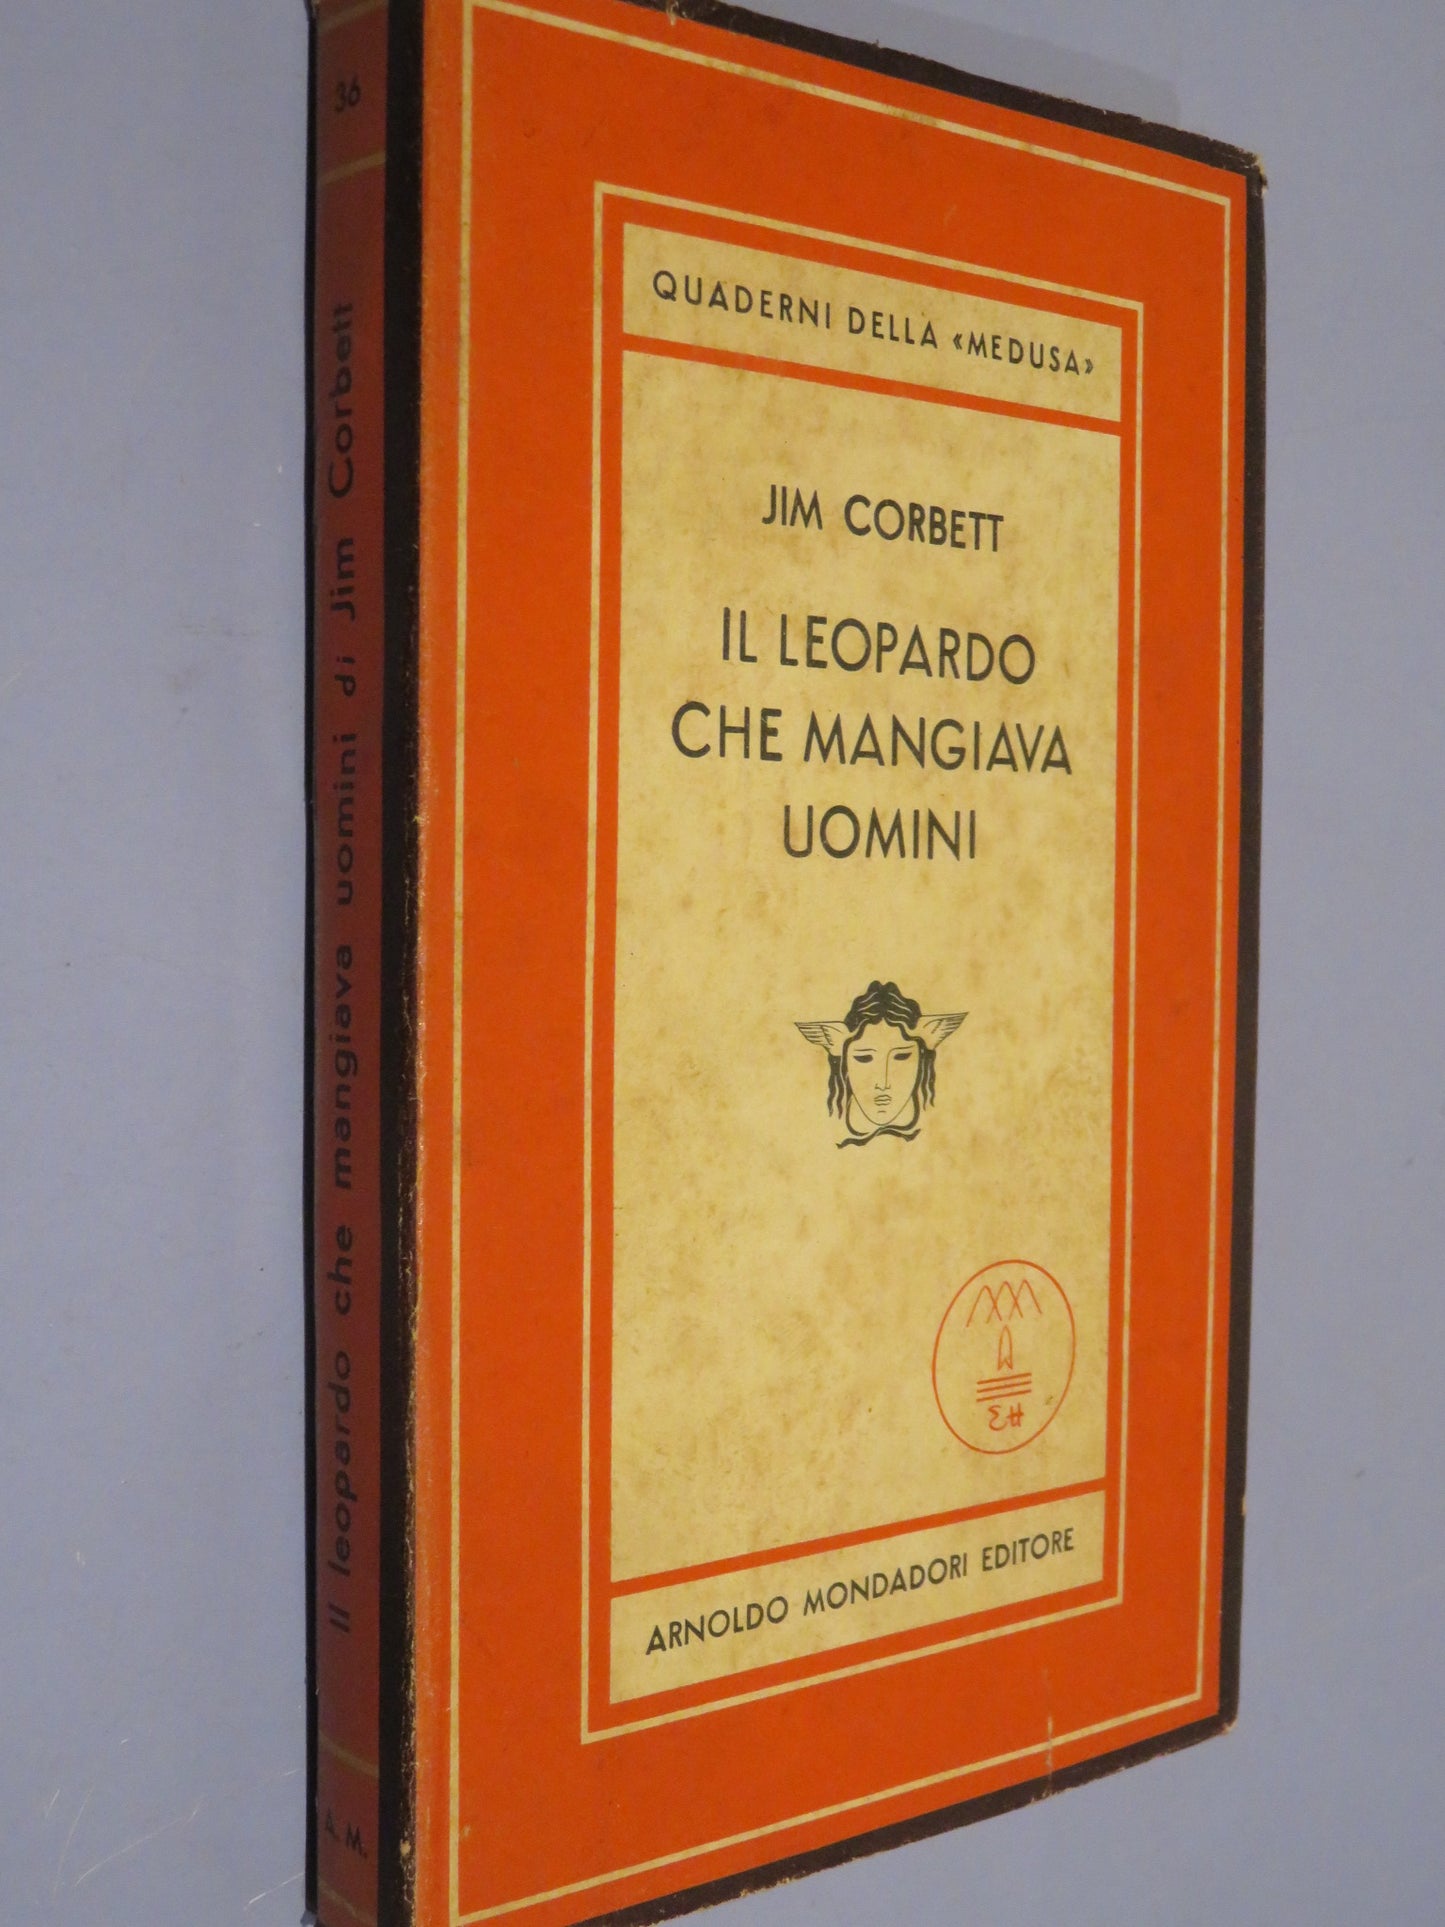 36
Il leopardo che mangiava uomini di Jim Corbett
A. M.
QUADERNI DELLA «MEDUSA»
JIM CORBETT
IL LEOPARDO
CHE MANGIAVA
UOMINI
ARNOLDO MONDADORI EDITORE